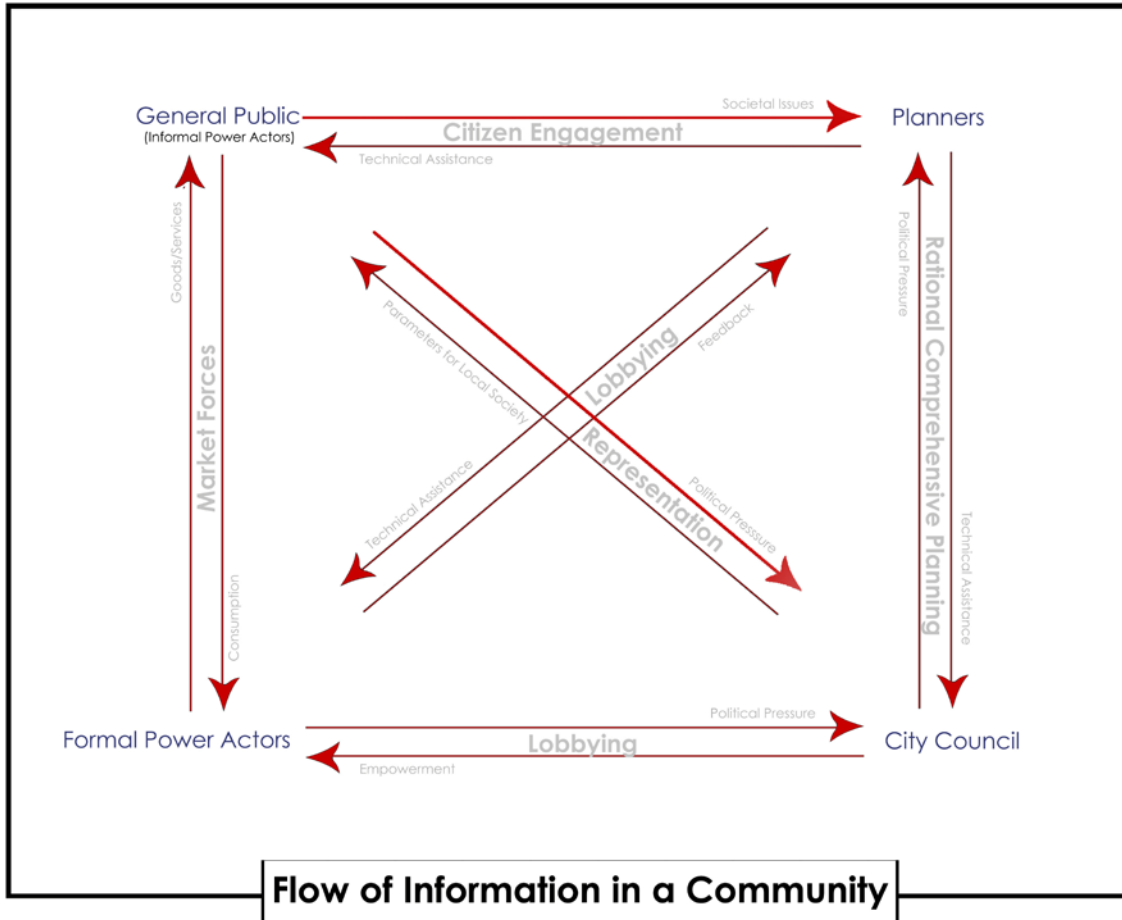 General Public
(Informal Power Actors)
Societal Issues
Planners
Citizen Engagement
Technical Assistance
Goods/Services
Market Forces
Consumption
Parameters for Local Society
Lobbying
Feedback
Technical Assistance
Representation
Political Presssure
Political Pressure
Rational Comprehensive Planning
Technical Assistance
Formal Power Actors
Political Pressure
Lobbying
Empowerment
City Council
Flow of Information in a Community